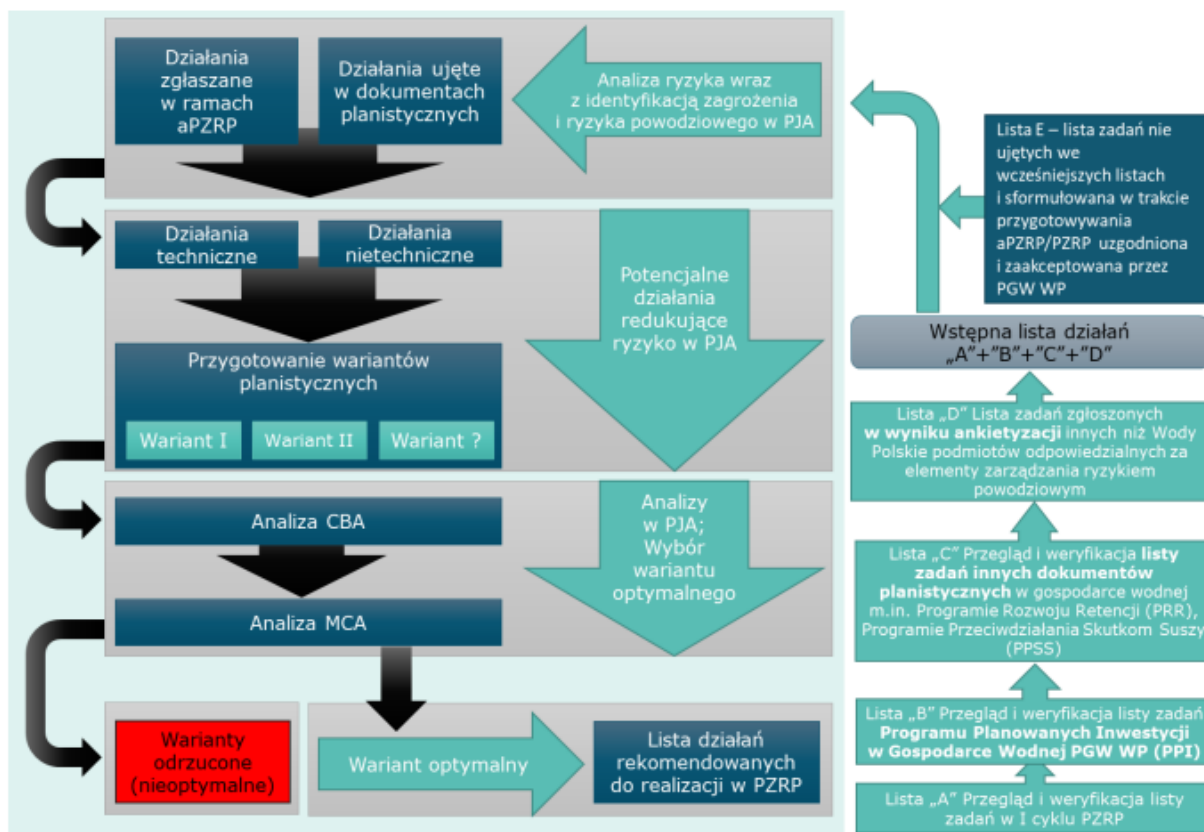 Działania
zgłaszane
w ramach
aPZRP
Działania ujęte
w dokumentach
planistycznych
Analiza ryzyka wraz
z identyfikacją zagrożenia
i ryzyka powodziowego w PJA
Działania
techniczne
Działania
nietechniczne
Potencjalne
działania
redukujące
ryzyko w PJA
Przygotowanie wariantów
planistycznych
Wariant I
Wariant II
Wariant ?
Analiza CBA
Analiza MCA
Analizy
w PJA;
Wybór
wariantu
optymalnego
Warianty
odrzucone
(nieoptymalne)
Wariant optymalny
Lista działań
rekomendowanych
do realizacji w PZRP
Lista E – lista zadań nie
ujętych we
wcześniejszych listach
i sformułowana w trakcie
przygotowywania
aPZRP/PZRP uzgodniona
i zaakceptowana przez
PGW WP
Wstępna lista działań
„A”+”B”+”C”+”D”
Lista „D” Lista zadań zgłoszonych
w wyniku ankietyzacji innych niż Wody
Polskie podmiotów odpowiedzialnych za
elementy zarządzania ryzykiem
powodziowym
Lista „C” Przegląd i weryfikacja listy
zadań innych dokumentów
planistycznych w gospodarce wodnej
m.in. Programie Rozwoju Retencji (PRR),
Programie Przeciwdziałania Skutkom Suszy
(PPSS)
Lista „B” Przegląd i weryfikacja listy zadań
Programu Planowanych Inwestycji
w Gospodarce Wodnej PGW WP (PPI)
Lista „A” Przegląd i weryfikacja listy
zadań w I cyklu PZRP